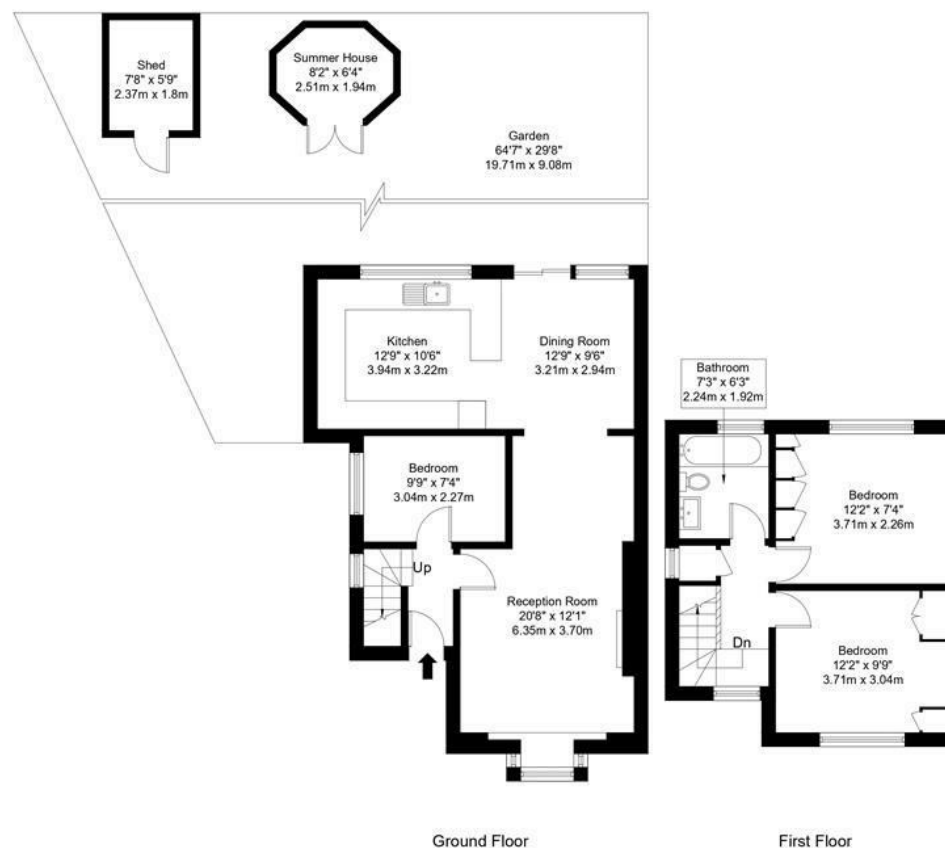 Shed
7'8" x 5'9"
2.37m x 1.8m
Summer House
8'2" x 6'4"
2.51m x 1.94m
Garden
64'7" x 29'8"
19.71m x 9.08m
Kitchen
12'9" x 10'6"
3.94m x 3.22m
Dining Room
12'9" x 9'6"
3.21m x 2.94m
Bathroom
7'3" x 6'3"
2.24m x 1.92m
Bedroom
9'9" x 7'4"
3.04m x 2.27m
Bedroom
12'2" x 7'4"
3.71m x 2.26m
Up
Reception Room
20'8" x 12'1"
6.35m x 3.70m
Dn
Bedroom
12'2" x 9'9"
3.71m x 3.04m
Ground Floor
First Floor